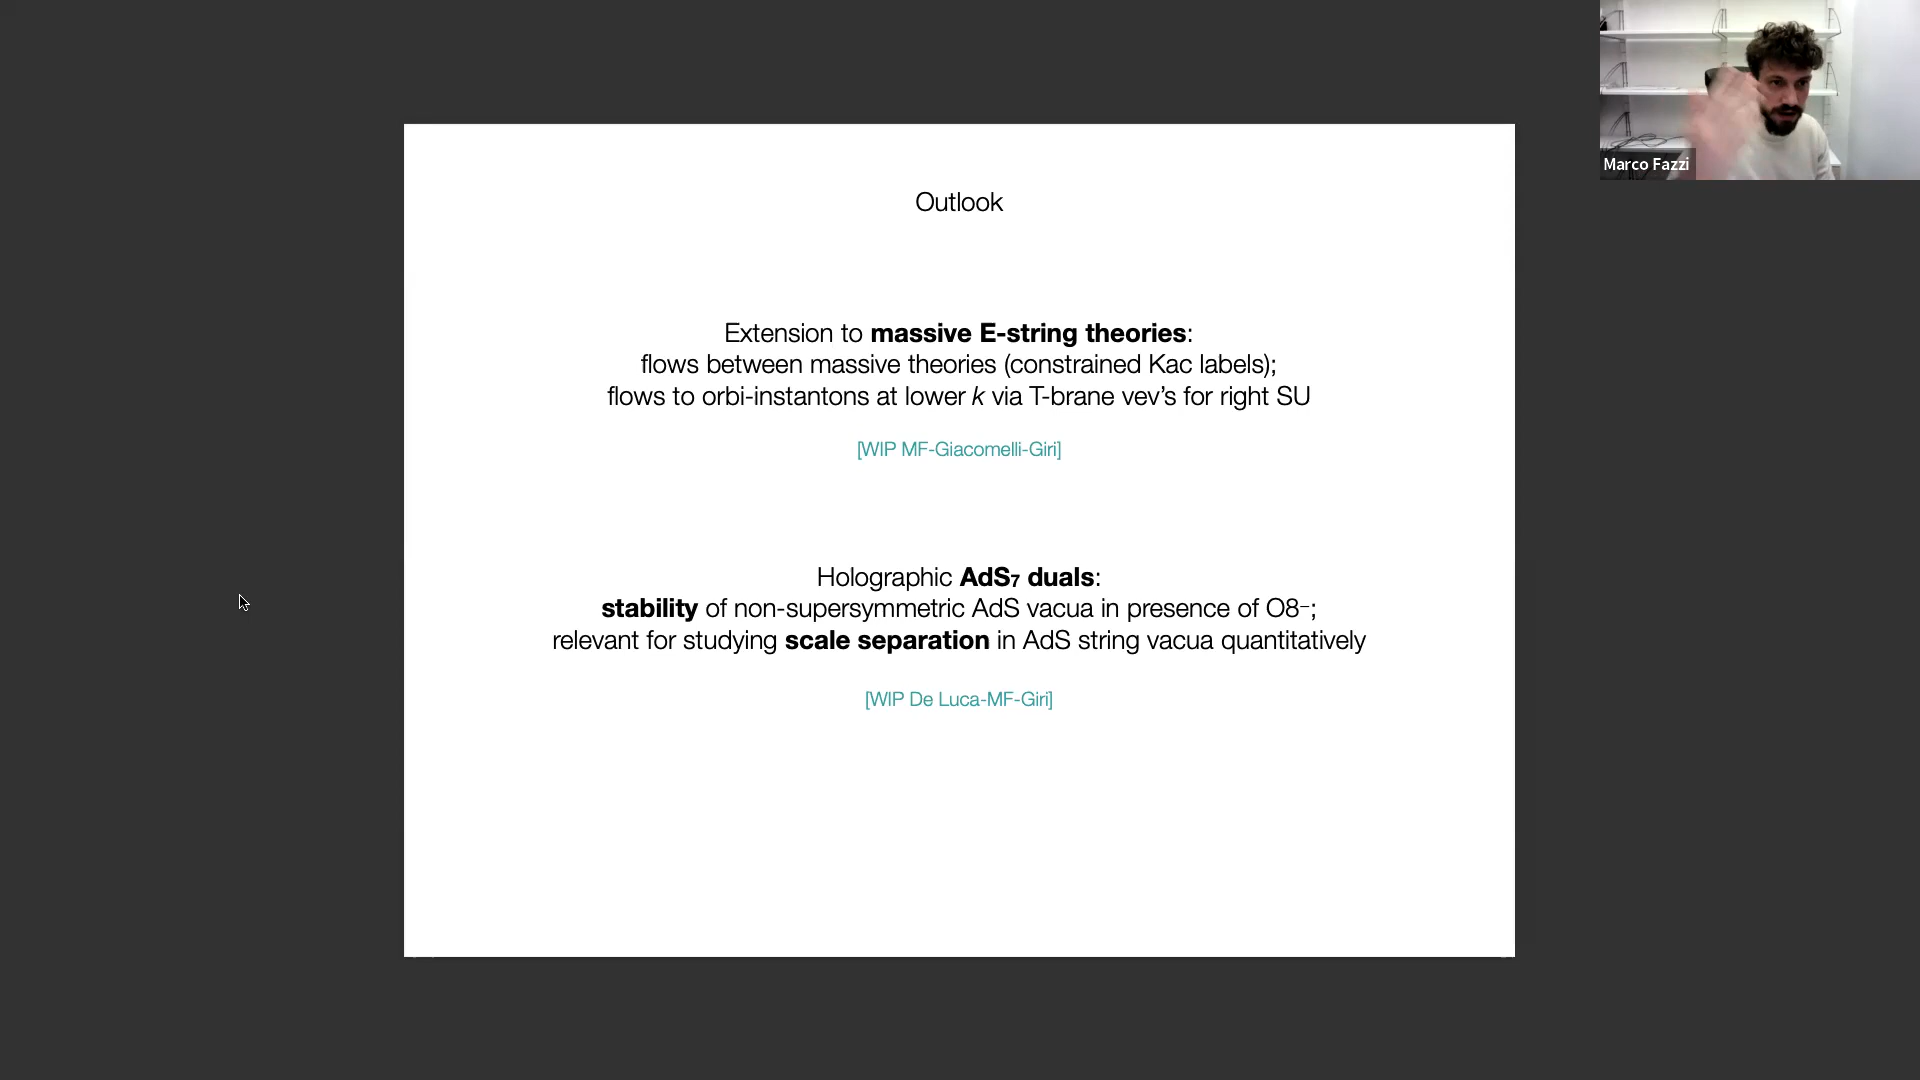 Marco Fazzi
Outlook
Extension to massive E-string theories:
flows between massive theories (constrained Kac labels);
flows to orbi-instantons at lower k via T-brane vev's for right SU
[WIP MF-Giacomelli-Giri]
Holographic AdS₇ duals:
stability of non-supersymmetric AdS vacua in presence of O8⁻;
relevant for studying scale separation in AdS string vacua quantitatively
[WIP De Luca-MF-Giri]